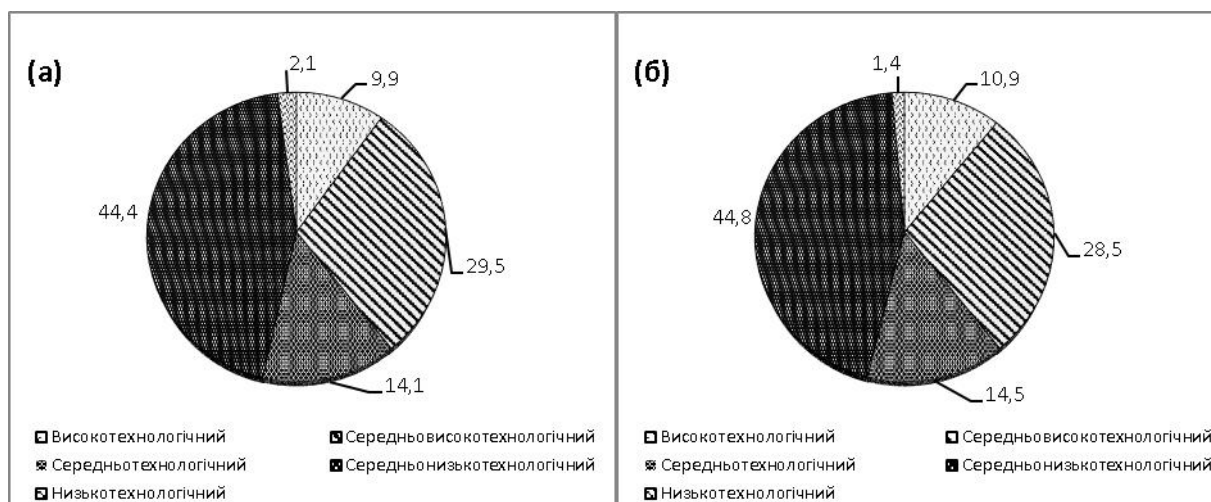 (а)
2,1
9,9
44,4
29,5
14,1
Високотехнологічний
Середньовисокотехнологічний
Середньотехнологічний
Середньонизькотехнологічний
Низькотехнологічний
(б)
1,4
10,9
44,8
28,5
14,5
Високотехнологічний
Середньовисокотехнологічний
Середньотехнологічний
Середньонизькотехнологічний
Низькотехнологічний